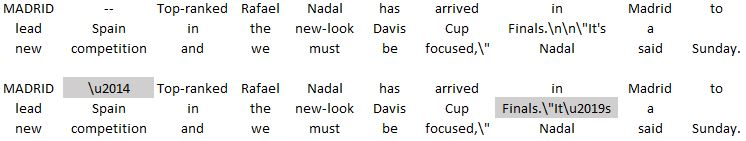 MADRID -- Top-ranked Rafael Nadal has arrived in Madrid to
lead Spain in the new-look Davis Cup Finals.\n\n\"It's a
new competition and we must be focused,\" Nadal said Sunday.
MADRID \u2014 Top-ranked Rafael Nadal has arrived in Madrid to
lead Spain in the new-look Davis Cup Finals.\"It\u2019s a
new competition and we must be focused,\" Nadal said Sunday.